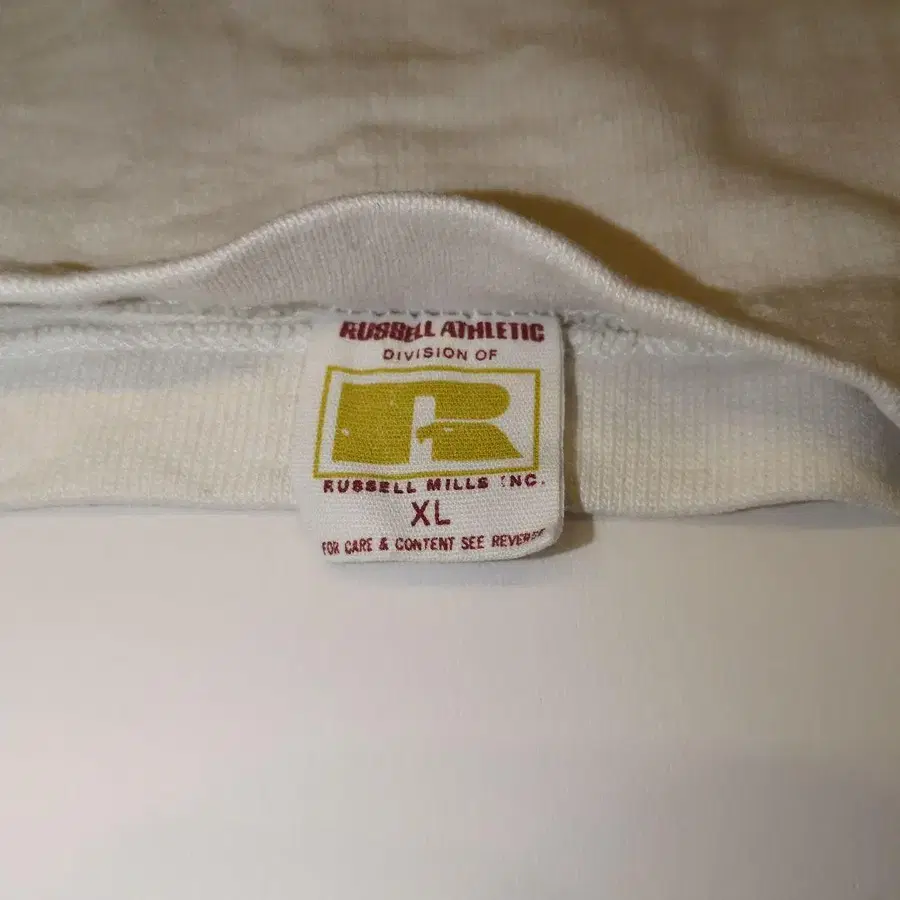 RUSSELL ATHLETIC
DIVISION OF
R
RUSSELL MILLS INC.
XL
FOR CARE & CONTENT SEE REVERSE